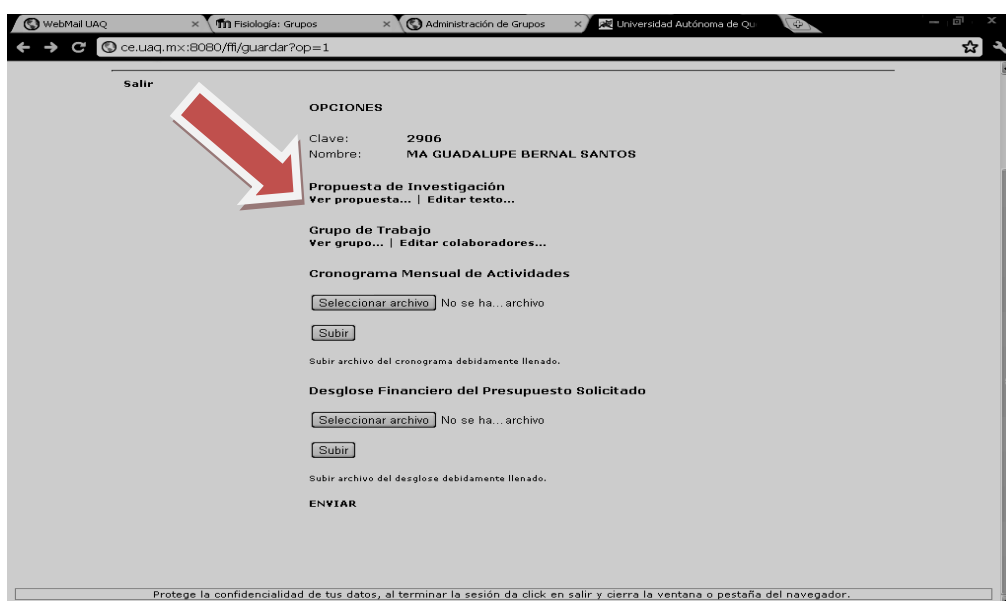 WebMail UAQ
Fisiología: Grupos
Administración de Grupos
Universidad Autónoma de Qu
ce.uaq.mx:8080/ffi/guardar?op=1
Salir
OPCIONES
Clave: 2906
Nombre: MA GUADALUPE BERNAL SANTOS
Propuesta de Investigación
Ver propuesta... | Editar texto...
Grupo de Trabajo
Ver grupo... | Editar colaboradores...
Cronograma Mensual de Actividades
Seleccionar archivo No se ha...archivo
Subir
Subir archivo del cronograma debidamente llenado.
Desglose Financiero del Presupuesto Solicitado
Seleccionar archivo No se ha...archivo
Subir
Subir archivo del desglose debidamente llenado.
ENVIAR
Protege la confidencialidad de tus datos, al terminar la sesión da click en salir y cierra la ventana o pestaña del navegador.